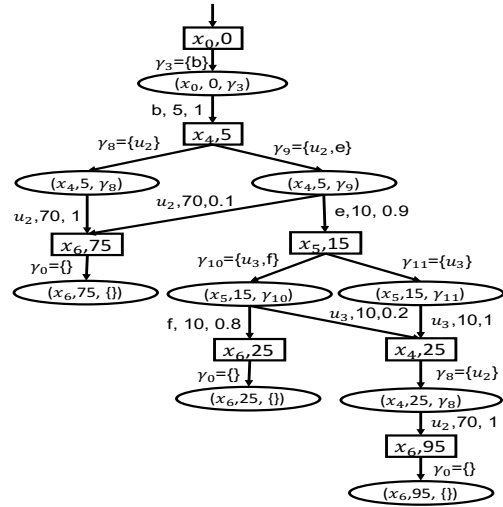 x₀,0
γ₃={b}
(x₀, 0, γ₃)
b, 5, 1
x₄,5
γ₈={u₂}
γ₉={u₂,e}
(x₄,5, γ₈)
(x₄,5, γ₉)
u₂,70, 1
u₂,70,0.1
e,10, 0.9
x₆,75
x₅,15
γ₀={}
γ₁₀={u₃,f}
γ₁₁={u₃}
(x₆,75, {})
(x₅,15, γ₁₀)
(x₅,15, γ₁₁)
f, 10, 0.8
u₃,10,0.2
u₃,10,1
x₆,25
x₄,25
γ₀={}
γ₈={u₂}
(x₆,25, {})
(x₄,25, γ₈)
u₂,70, 1
x₆,95
γ₀={}
(x₆,95, {})